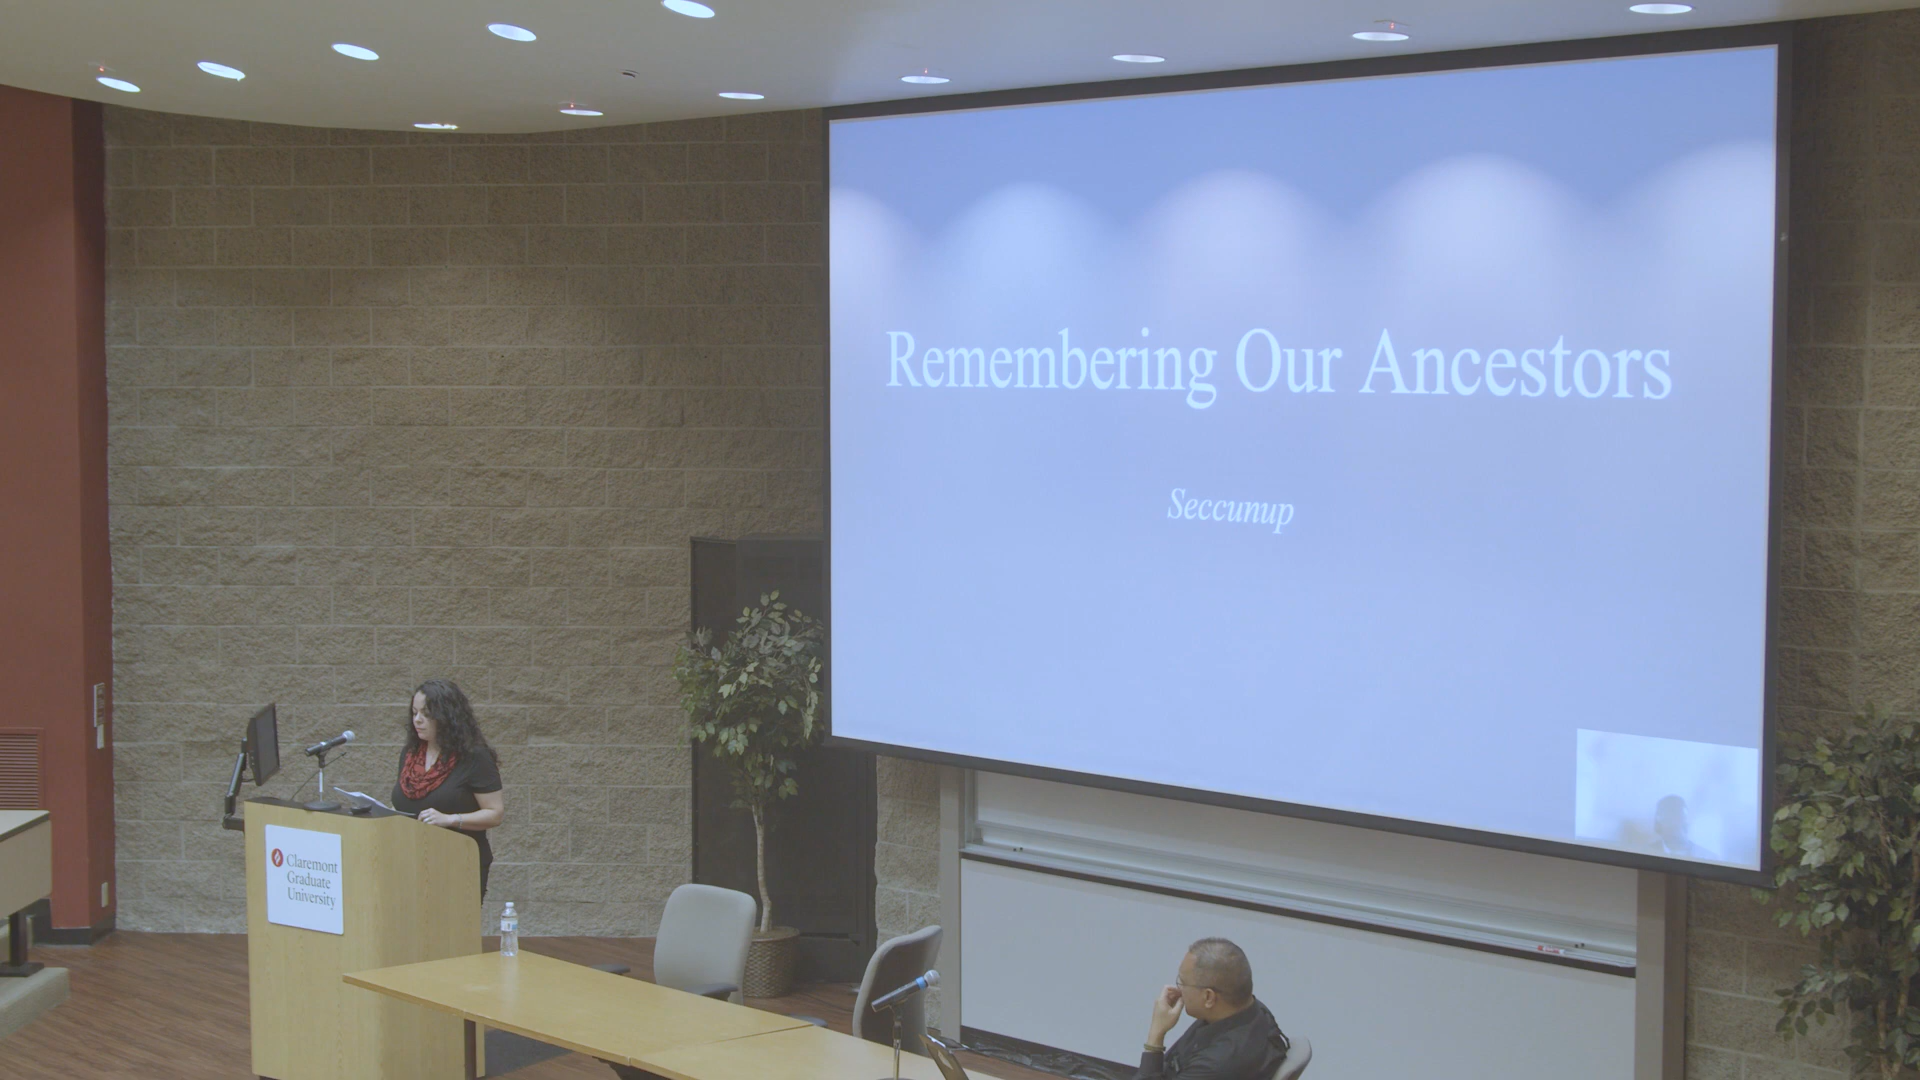 Remembering Our Ancestors
Seccunup
Claremont
Graduate
University